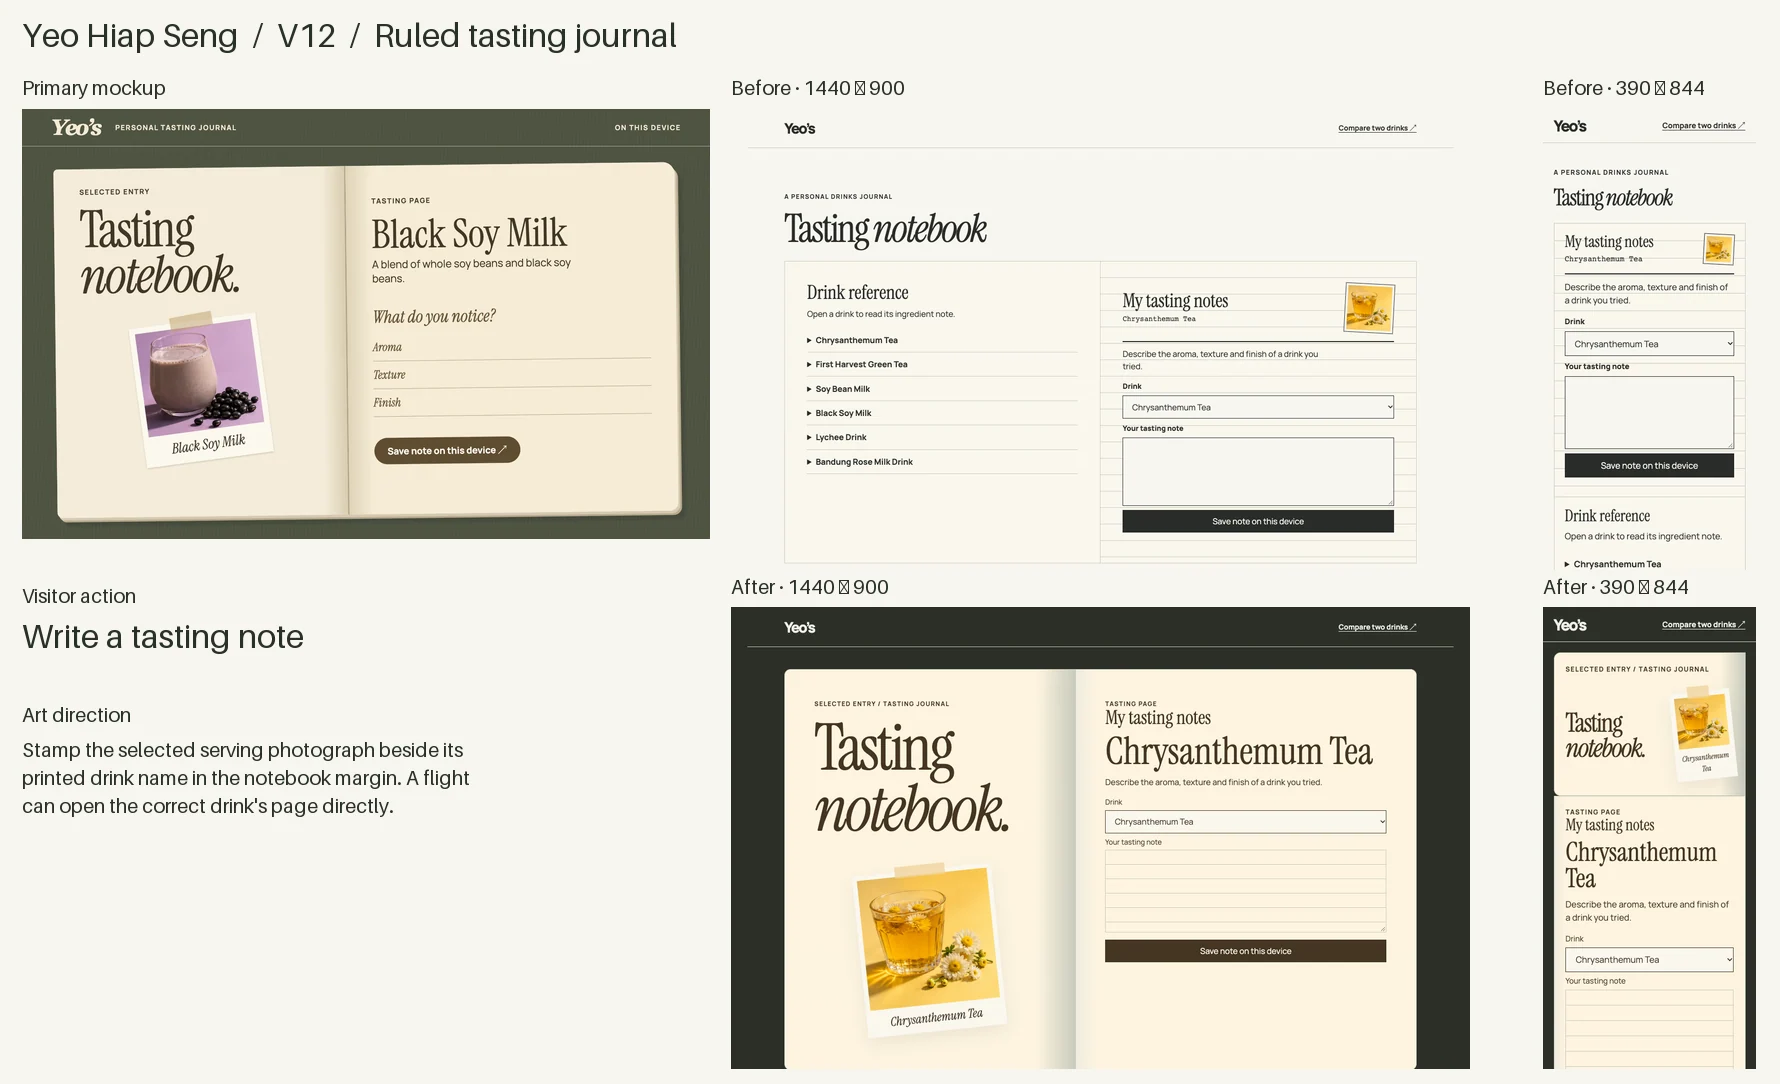 Yeo Hiap Seng / V12 / Ruled tasting journal
Primary mockup
Yeo's
PERSONAL TASTING JOURNAL
ON THIS DEVICE
SELECTED ENTRY
Tasting
notebook.
Black Soy Milk
TASTING PAGE
Black Soy Milk
A blend of whole soy beans and black soy
beans.
What do you notice?
Aroma
Texture
Finish
Save note on this device ↗
Visitor action
Write a tasting note
Art direction
Stamp the selected serving photograph beside its
printed drink name in the notebook margin. A flight
can open the correct drink's page directly.
Before · 1440 900
Yeo's
Compare two drinks ↗
A PERSONAL DRINKS JOURNAL
Tasting notebook
Drink reference
Open a drink to read its ingredient note.
▸ Chrysanthemum Tea
▸ First Harvest Green Tea
▸ Soy Bean Milk
▸ Black Soy Milk
▸ Lychee Drink
▸ Bandung Rose Milk Drink
My tasting notes
Chrysanthemum Tea
Describe the aroma, texture and finish of a drink you
tried.
Drink
Chrysanthemum Tea
Your tasting note
Save note on this device
Before · 390 844
Yeo's
Compare two drinks ↗
A PERSONAL DRINKS JOURNAL
Tasting notebook
My tasting notes
Chrysanthemum Tea
Describe the aroma, texture and finish of
a drink you tried.
Drink
Chrysanthemum Tea
Your tasting note
Save note on this device
Drink reference
Open a drink to read its ingredient note.
▸ Chrysanthemum Tea
After · 1440 900
Yeo's
Compare two drinks ↗
SELECTED ENTRY / TASTING JOURNAL
Tasting
notebook.
Chrysanthemum Tea
TASTING PAGE
My tasting notes
Chrysanthemum Tea
Describe the aroma, texture and finish of a drink you tried.
Drink
Chrysanthemum Tea
Your tasting note
Save note on this device
After · 390 844
Yeo's
Compare two drinks ↗
SELECTED ENTRY / TASTING JOURNAL
Tasting
notebook.
Chrysanthemum
Tea
TASTING PAGE
My tasting notes
Chrysanthemum
Tea
Describe the aroma, texture and finish of
a drink you tried.
Drink
Chrysanthemum Tea
Your tasting note